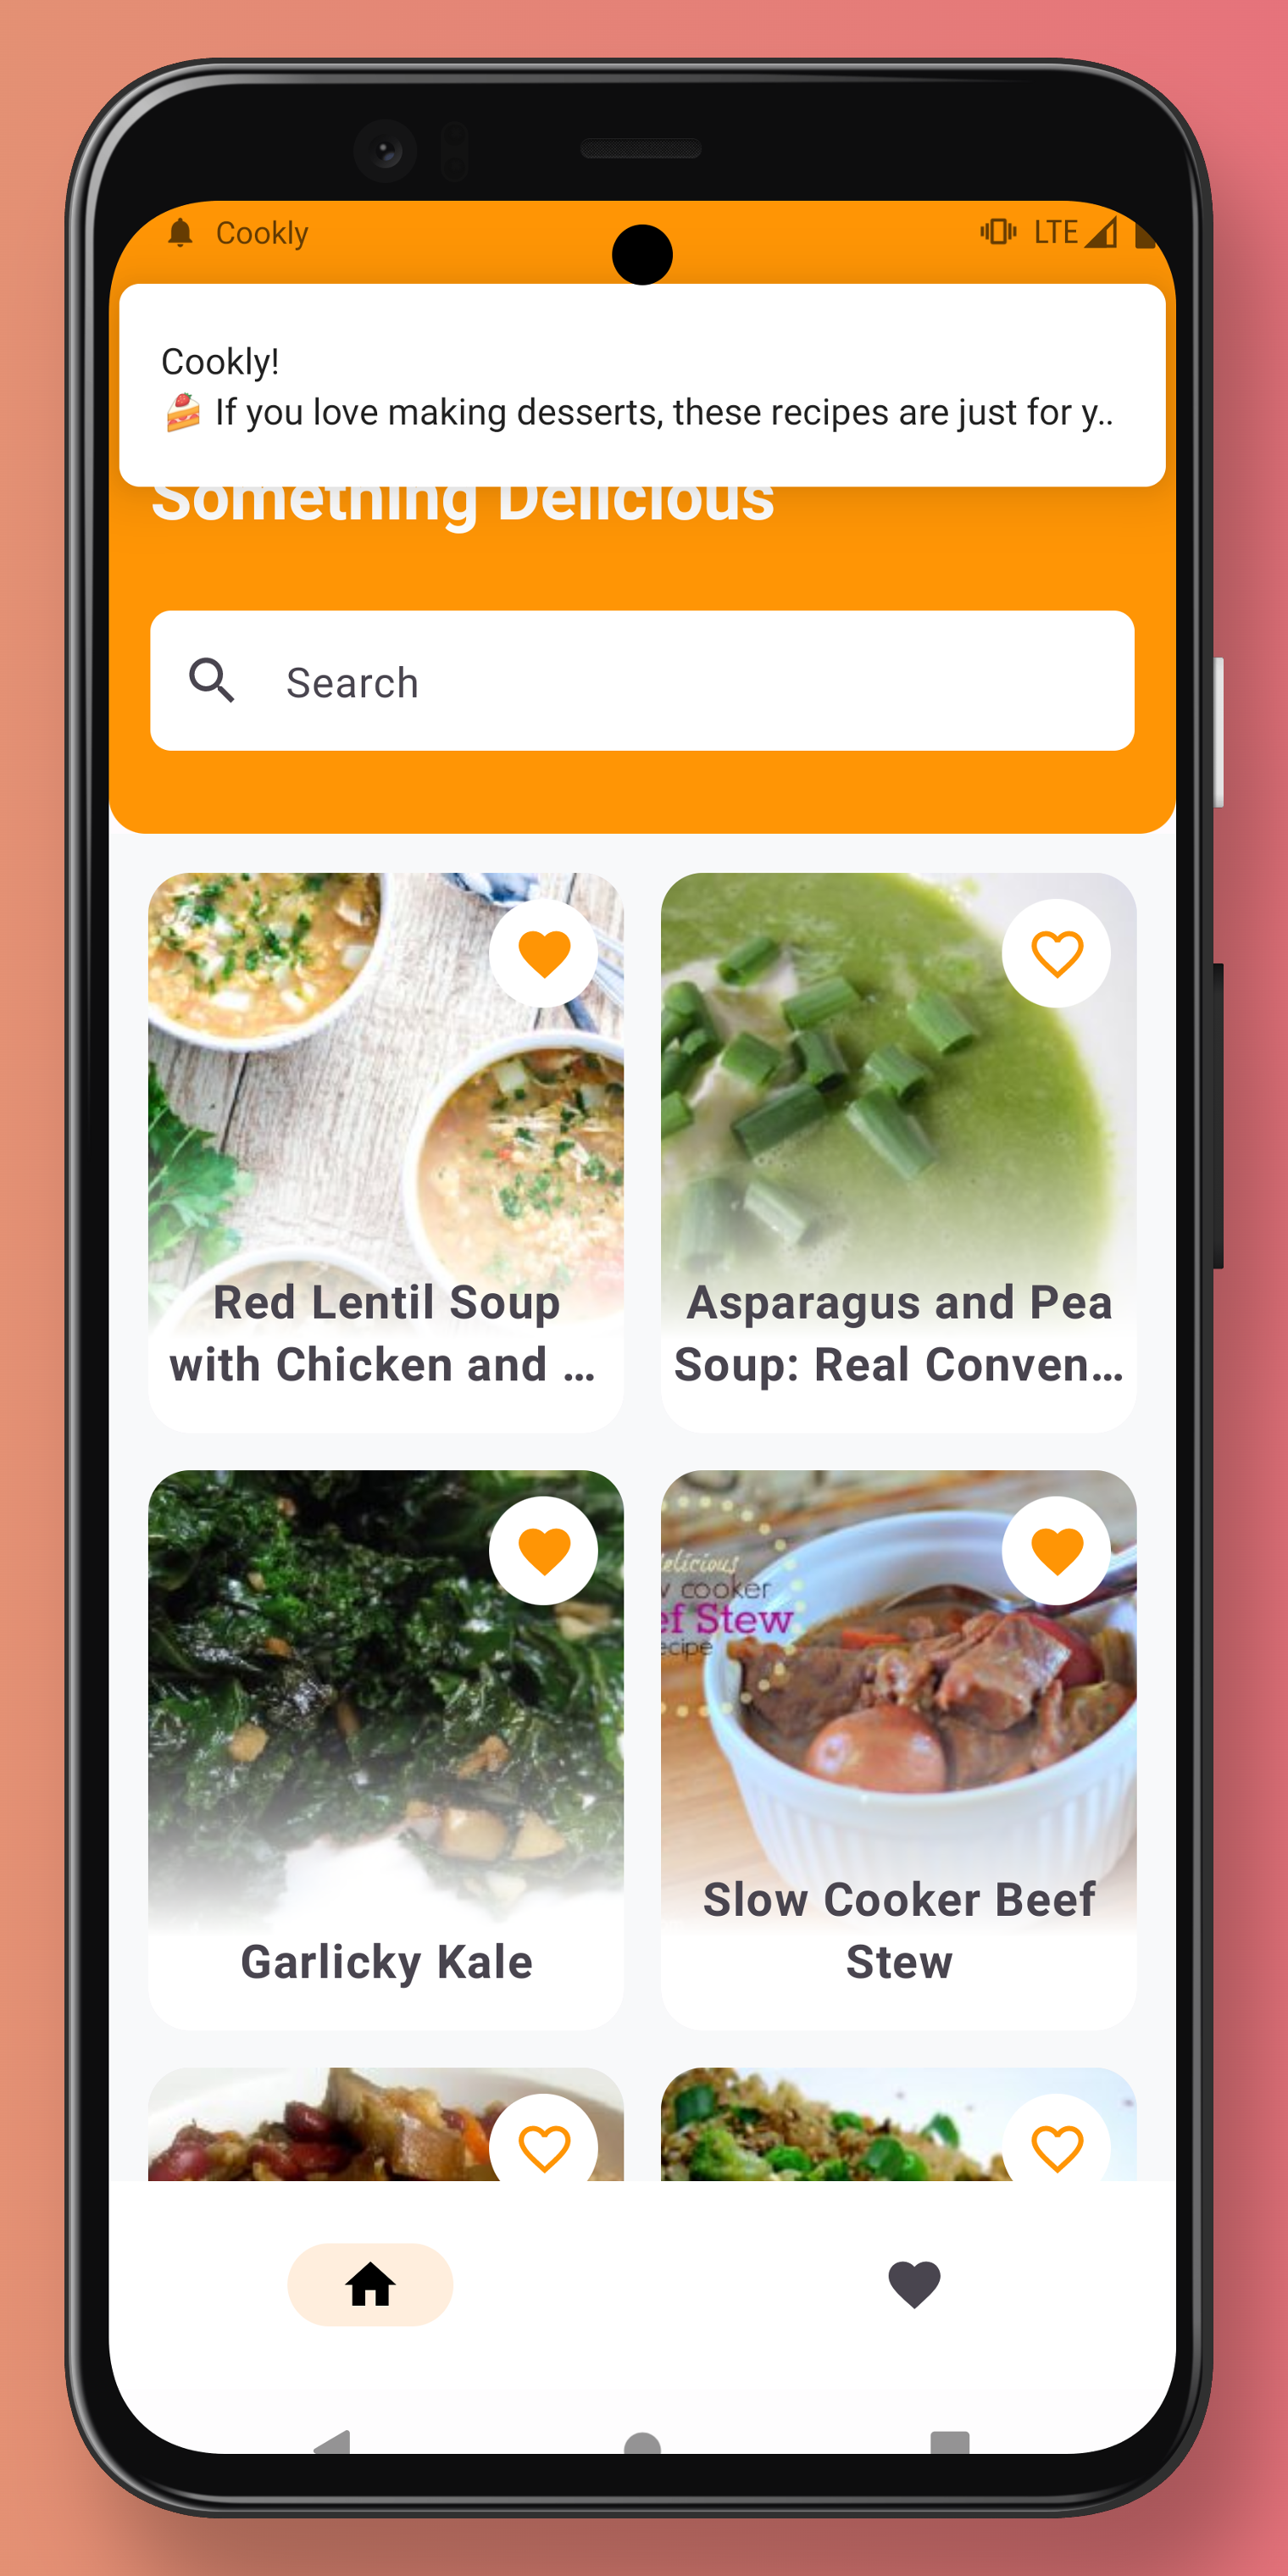 Cookly
LTE
Cookly!
🍰 If you love making desserts, these recipes are just for y..
Something Delicious
Search
Red Lentil Soup
with Chicken and ...
Asparagus and Pea
Soup: Real Conven...
elicious
w cooker
ef Stew
ecipe
Garlicky Kale
Slow Cooker Beef
Stew